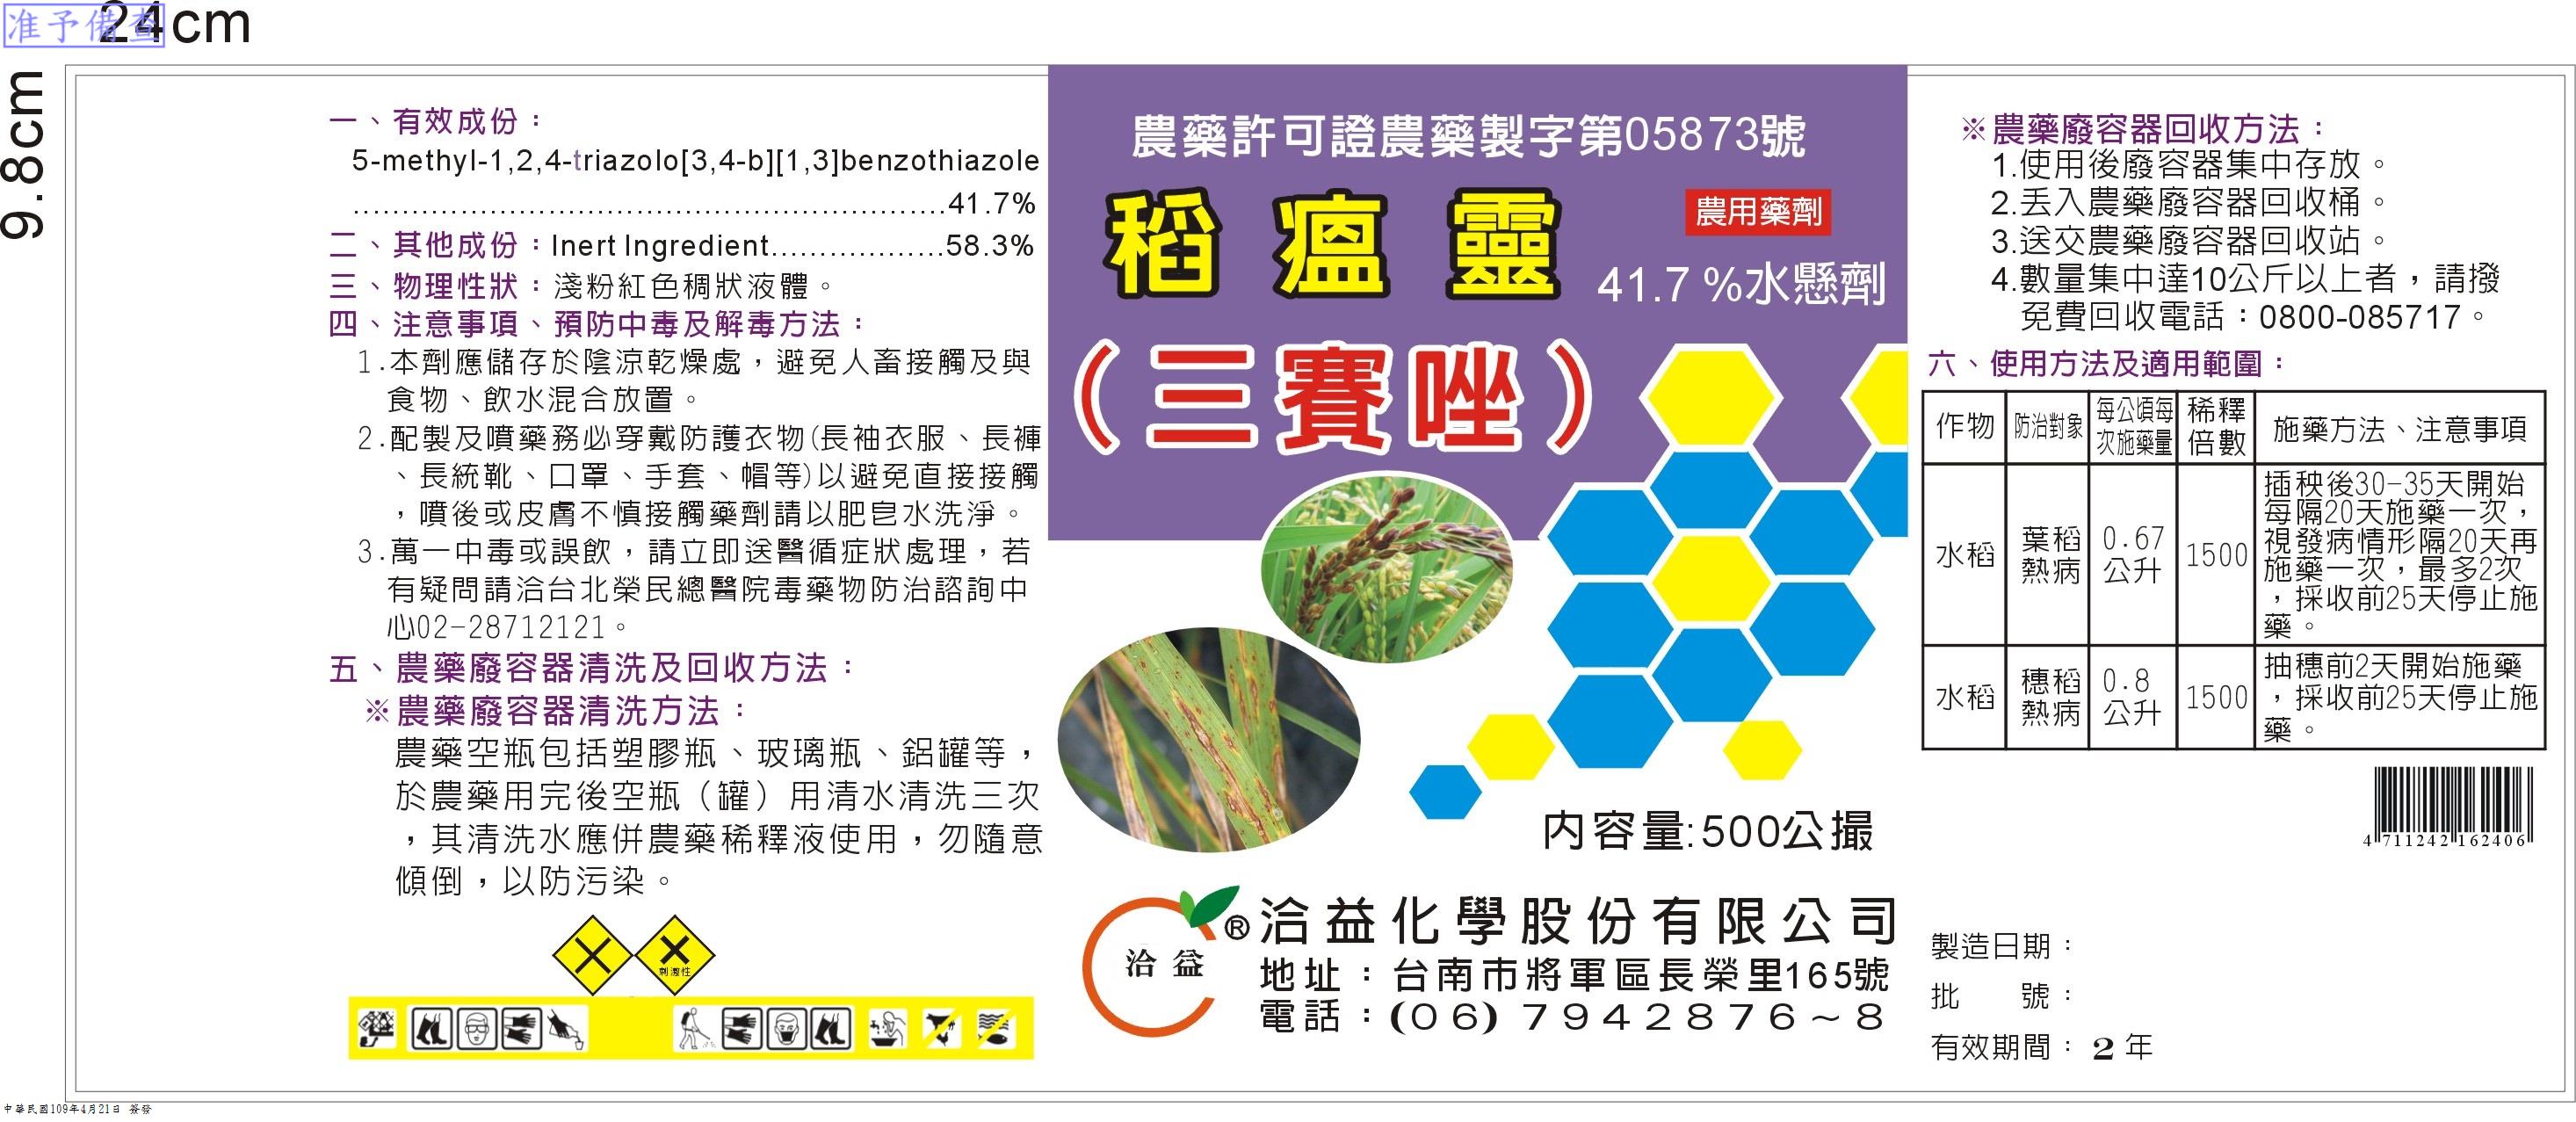 准予備查
24cm
9.8cm
一、有效成份：
5-methyl-1,2,4-triazolo[3,4-b][1,3]benzothiazole
............................................................41.7%
二、其他成份：Inert Ingredient..................58.3%
三、物理性狀：淺粉紅色稠狀液體。
四、注意事項、預防中毒及解毒方法：
1.本劑應儲存於陰涼乾燥處，避免人畜接觸及與
食物、飲水混合放置。
2.配製及噴藥務必穿戴防護衣物(長袖衣服、長褲
、長統靴、口罩、手套、帽等)以避免直接接觸
，噴後或皮膚不慎接觸藥劑請以肥皂水洗淨。
3.萬一中毒或誤飲，請立即送醫循症狀處理，若
有疑問請洽台北榮民總醫院毒藥物防治諮詢中
心02-28712121。
五、農藥廢容器清洗及回收方法：
※農藥廢容器清洗方法：
農藥空瓶包括塑膠瓶、玻璃瓶、鋁罐等，
於農藥用完後空瓶（罐）用清水清洗三次
，其清洗水應併農藥稀釋液使用，勿隨意
傾倒，以防污染。
刺激性
農藥許可證農藥製字第05873號
稻瘟靈
農用藥劑
41.7 %水懸劑
（三賽唑）
內容量:500公撮
洽益
®洽益化學股份有限公司
地址：台南市將軍區長榮里165號
電話：(06) 7942876~8
※農藥廢容器回收方法：
1.使用後廢容器集中存放。
2.丟入農藥廢容器回收桶。
3.送交農藥廢容器回收站。
4.數量集中達10公斤以上者，請撥
免費回收電話：0800-085717。
六、使用方法及適用範圍：
作物 防治對象 每公頃每次施藥量 稀釋倍數 施藥方法、注意事項
水稻 葉稻熱病 0.67公升 1500 插秧後30-35天開始
每隔20天施藥一次，
視發病情形隔20天再
施藥一次，最多2次
，採收前25天停止施
藥。
水稻 穗稻熱病 0.8公升 1500 抽穗前2天開始施藥
，採收前25天停止施
藥。
4 711242 162406
製造日期：
批　號：
有效期間：2年
中華民國109年4月21日 簽發